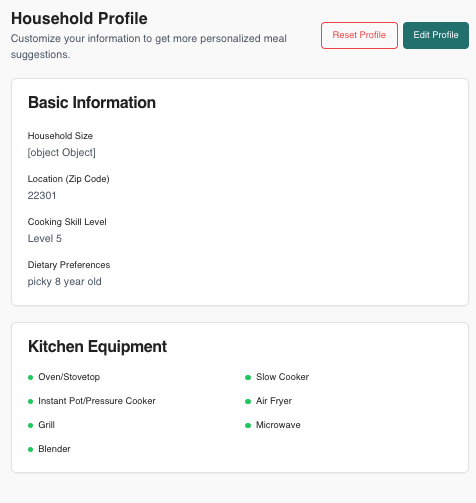 Household Profile
Customize your information to get more personalized meal
suggestions.
Reset Profile
Edit Profile
Basic Information
Household Size
[object Object]
Location (Zip Code)
22301
Cooking Skill Level
Level 5
Dietary Preferences
picky 8 year old
Kitchen Equipment
Oven/Stovetop
Slow Cooker
Instant Pot/Pressure Cooker
Air Fryer
Grill
Microwave
Blender